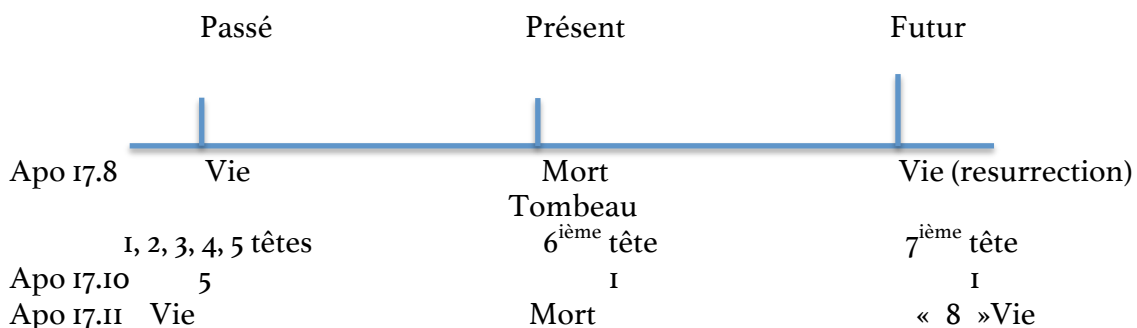 Passé Présent Futur
Apo 17.8 Vie Mort Vie (resurrection)
Tombeau
1, 2, 3, 4, 5 têtes 6ième tête 7ième tête
Apo 17.10 5 1 1
Apo 17.11 Vie Mort « 8 »Vie